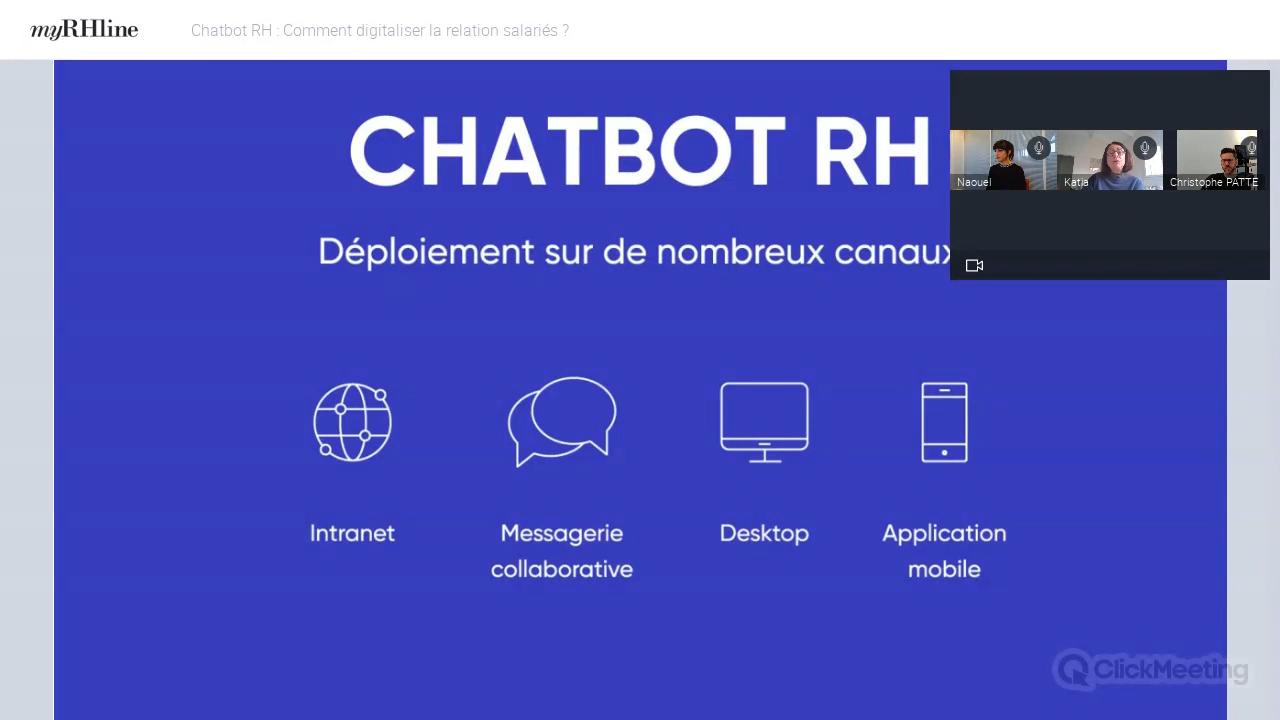 myRHline
Chatbot RH : Comment digitaliser la relation salariés ?
CHATBOT RH
Déploiement sur de nombreux canaux
Naouel
Katia
Christophe PATTE
Intranet
Messagerie
collaborative
Desktop
Application
mobile
ClickMeeting